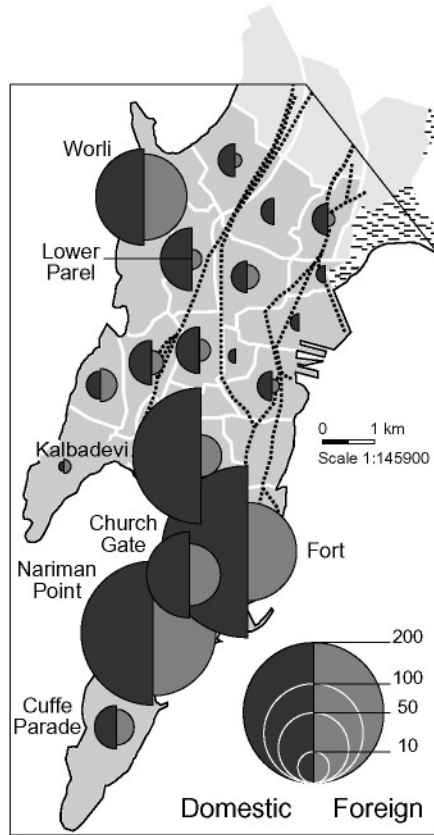 Worli
Lower
Parel
Kalbadevi
0 1 km
Scale 1:145900
Church
Gate
Fort
Nariman
Point
200
100
50
10
Cuffe
Parade
Domestic Foreign